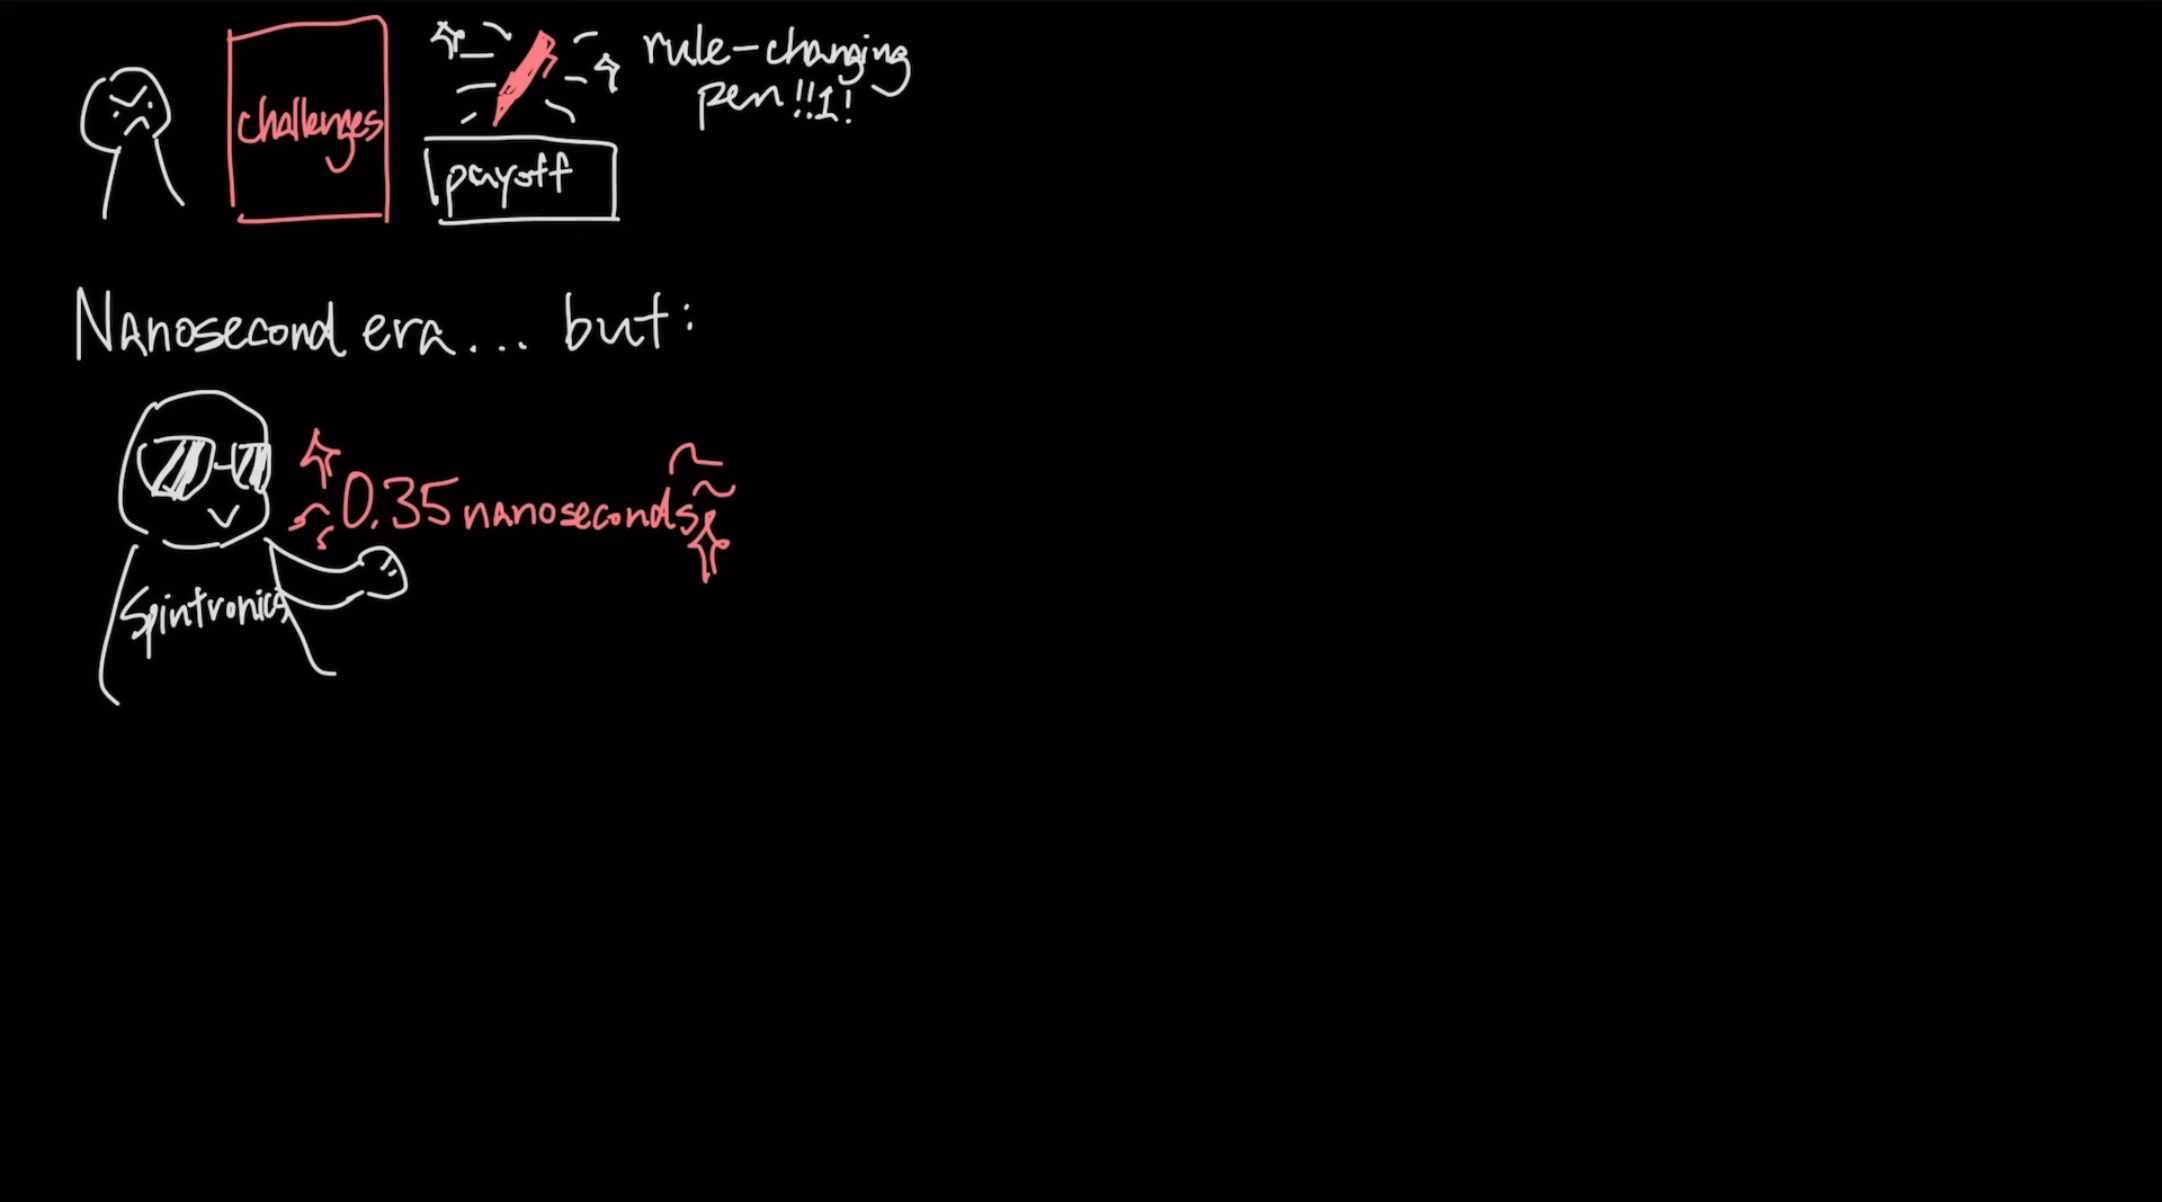 challenges
rule-changing
pen!!1!
payoff
Nanosecond era... but:
0.35 nanoseconds
Spintronics